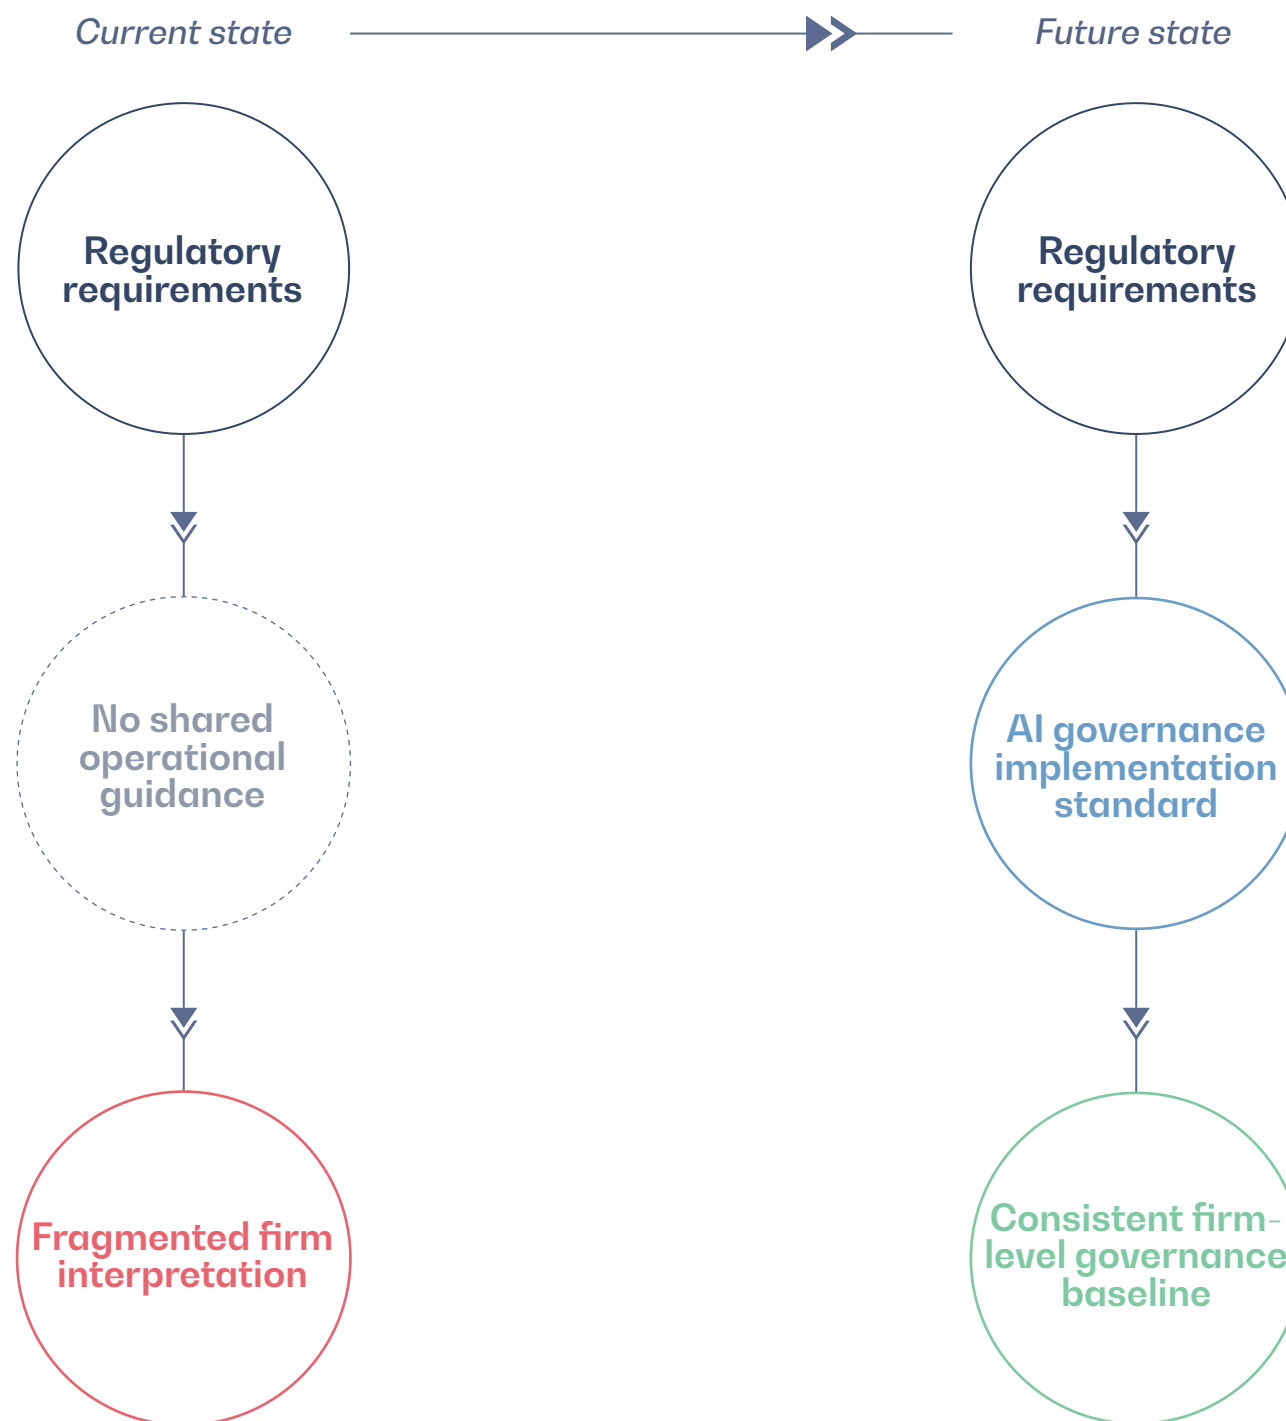 Current state
Future state
Regulatory
requirements
Regulatory
requirements
No shared
operational
guidance
AI governance
implementation
standard
Fragmented firm
interpretation
Consistent firm-
level governance
baseline